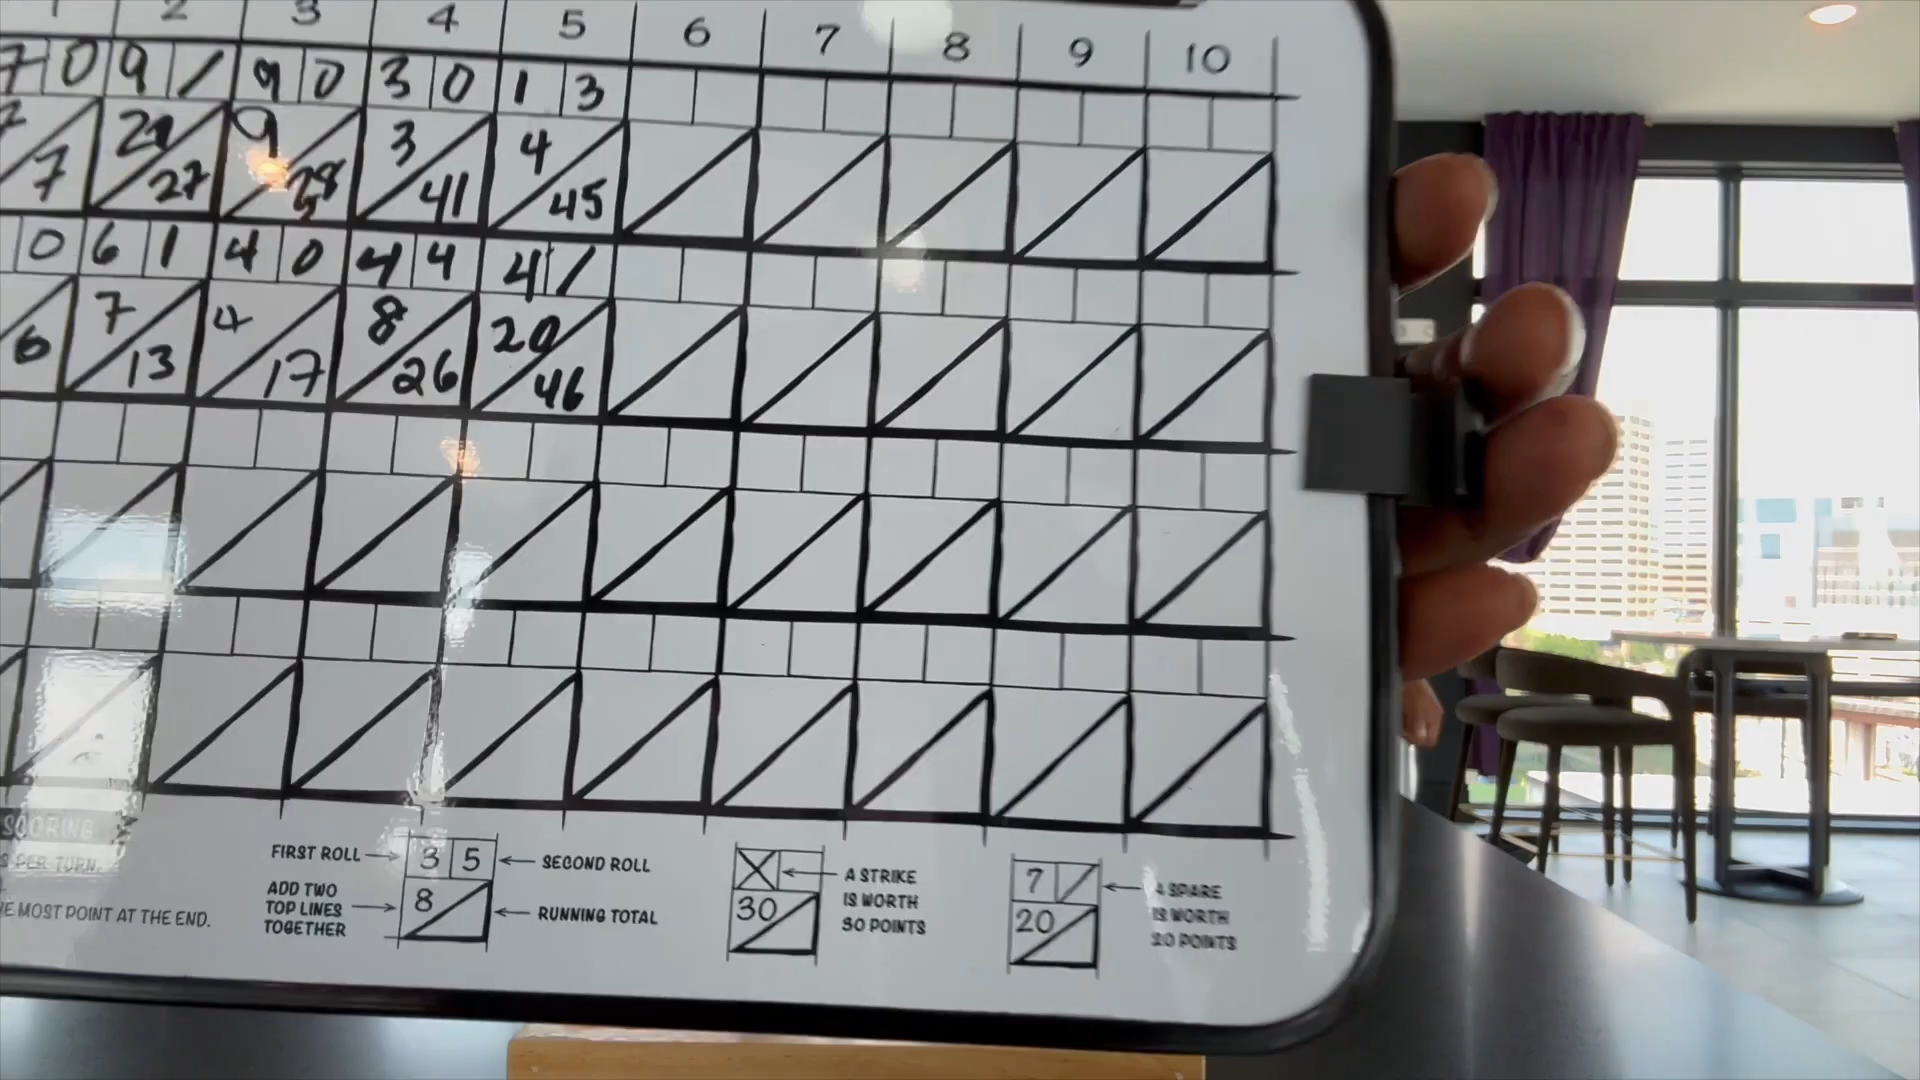 1 2 3 4 5 6 7 8 9 10
7 0 9 / 9 0 3 0 1 3
7 9 3 4
7 27 41 45
0 6 1 4 0 4 4 4 /
7 4 8 20
6 13 17 26 46
SCORING
S PER TURN.
E MOST POINT AT THE END.
FIRST ROLL 3 5 SECOND ROLL
ADD TWO
TOP LINES
TOGETHER
8
RUNNING TOTAL
X
30
A STRIKE
IS WORTH
30 POINTS
7 /
20
A SPARE
IS WORTH
20 POINTS